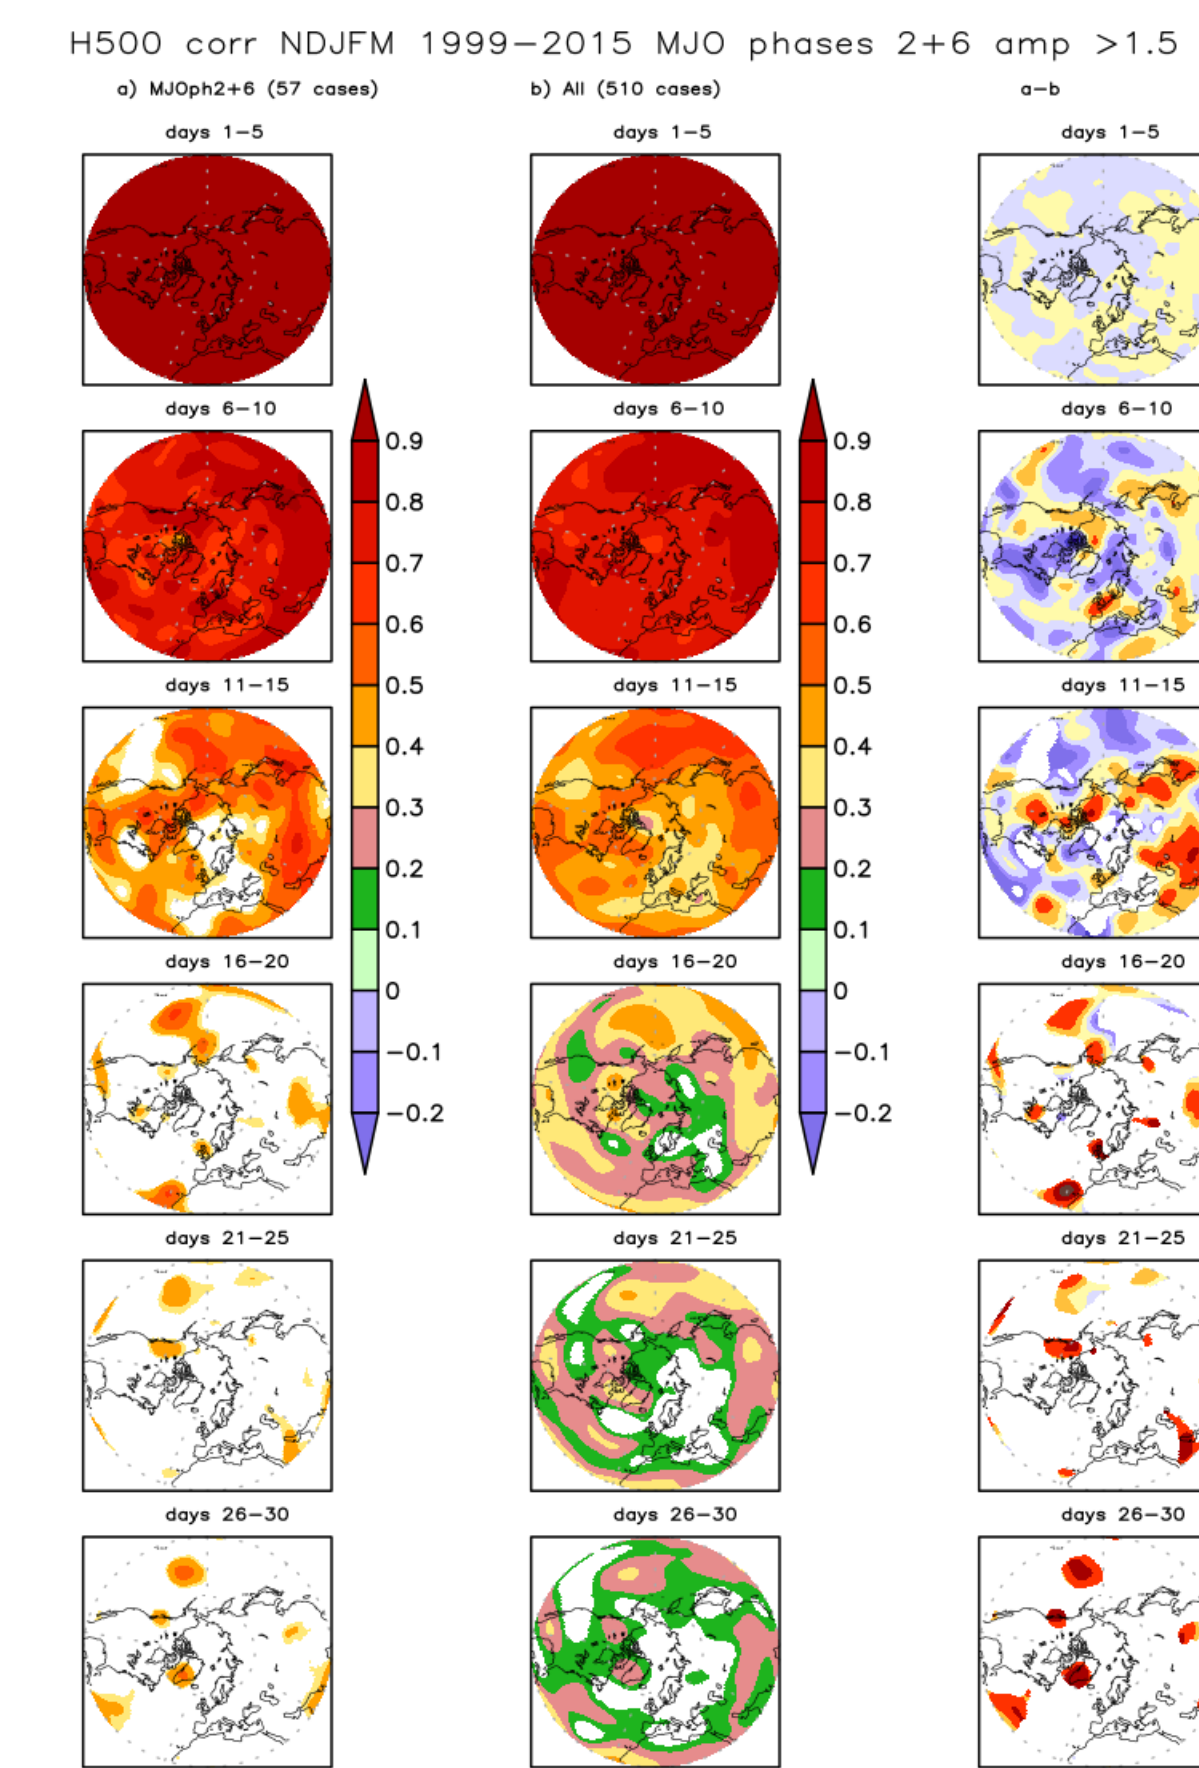 H500 corr NDJFM 1999−2015 MJO phases 2+6 amp >1.5
a) MJOph2+6 (57 cases)
b) All (510 cases)
a−b
days 1−5
days 1−5
days 1−5
days 6−10
days 6−10
days 6−10
0.9
0.8
0.7
0.6
0.5
0.4
0.3
0.2
0.1
0
−0.1
−0.2
0.9
0.8
0.7
0.6
0.5
0.4
0.3
0.2
0.1
0
−0.1
−0.2
days 11−15
days 11−15
days 11−15
days 16−20
days 16−20
days 16−20
days 21−25
days 21−25
days 21−25
days 26−30
days 26−30
days 26−30